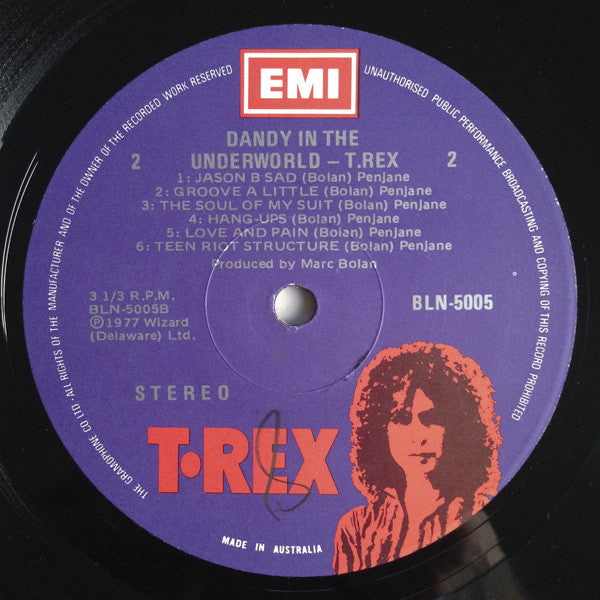 EMI
THE GRAMOPHONE CO LTD-ALL RIGHTS OF THE MANUFACTURER AND OF THE OWNER OF THE RECORDED WORK RESERVED
UNAUTHORISED PUBLIC PERFORMANCE BROADCASTING AND COPYING OF THIS RECORD PROHIBITED
DANDY IN THE
2 UNDERWORLD – T.REX 2
1: JASON B SAD (Bolan) Penjane
2: GROOVE A LITTLE (Bolan) Penjane
3: THE SOUL OF MY SUIT (Bolan) Penjane
4: HANG-UPS (Bolan) Penjane
5: LOVE AND PAIN (Bolan) Penjane
6: TEEN RIOT STRUCTURE (Bolan) Penjane
Produced by Marc Bolan
3 1/3 R.P.M.
BLN-5005B
Ⓟ 1977 Wizard
(Delaware) Ltd.
BLN-5005
STEREO
T•REX
8
MADE IN AUSTRALIA